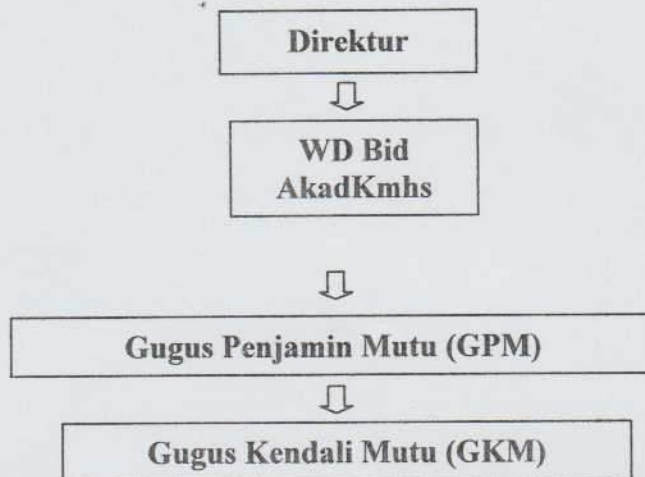 Direktur
WD Bid
AkadKmhs
Gugus Penjamin Mutu (GPM)
Gugus Kendali Mutu (GKM)